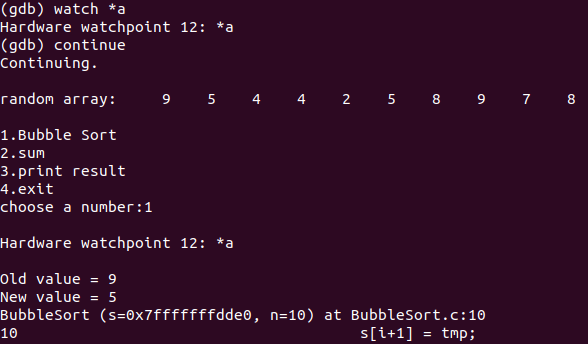 (gdb) watch *a
Hardware watchpoint 12: *a
(gdb) continue
Continuing.
random array:     9    5    4    4    2    5    8    9    7    8
1.Bubble Sort
2.sum
3.print result
4.exit
choose a number:1
Hardware watchpoint 12: *a
Old value = 9
New value = 5
BubbleSort (s=0x7fffffffdde0, n=10) at BubbleSort.c:10
10                                      s[i+1] = tmp;